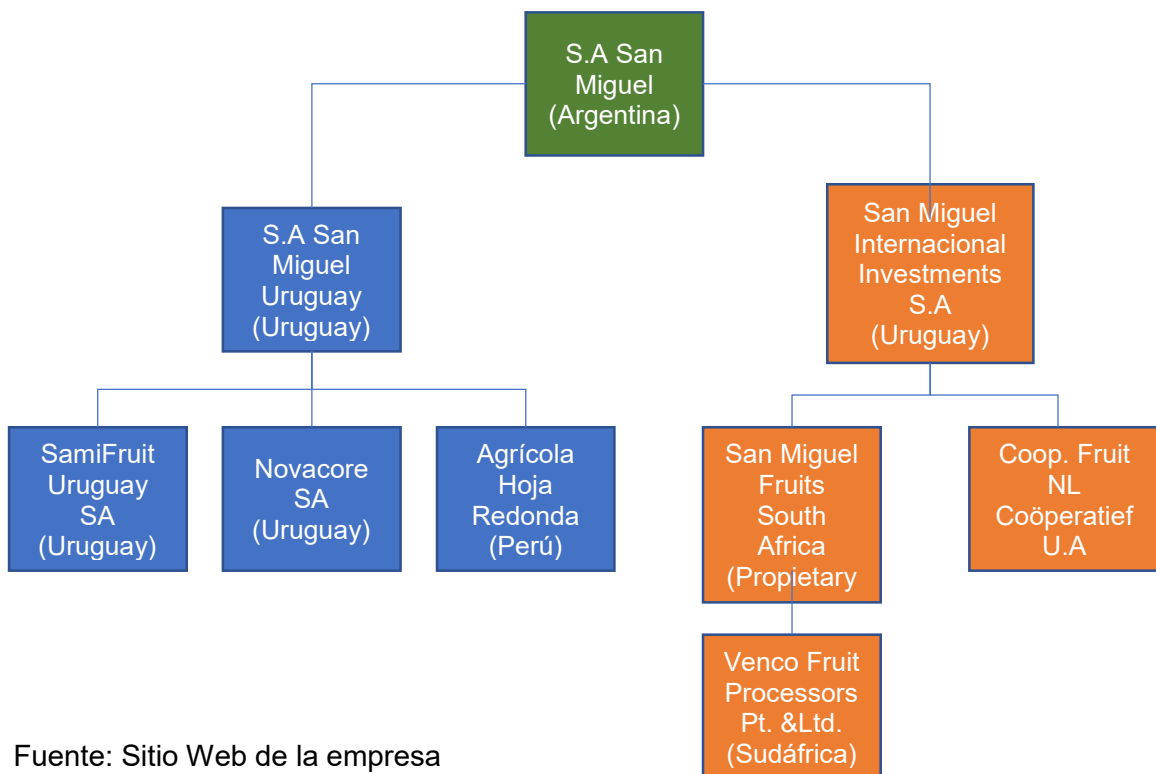 S.A San
Miguel
(Argentina)
S.A San
Miguel
Uruguay
(Uruguay)
San Miguel
Internacional
Investments
S.A
(Uruguay)
SamiFruit
Uruguay
SA
(Uruguay)
Novacore
SA
(Uruguay)
Agrícola
Hoja
Redonda
(Perú)
San Miguel
Fruits
South
Africa
(Propietary
Coop. Fruit
NL
Coöperatief
U.A
Venco Fruit
Processors
Pt. &Ltd.
(Sudáfrica)
Fuente: Sitio Web de la empresa